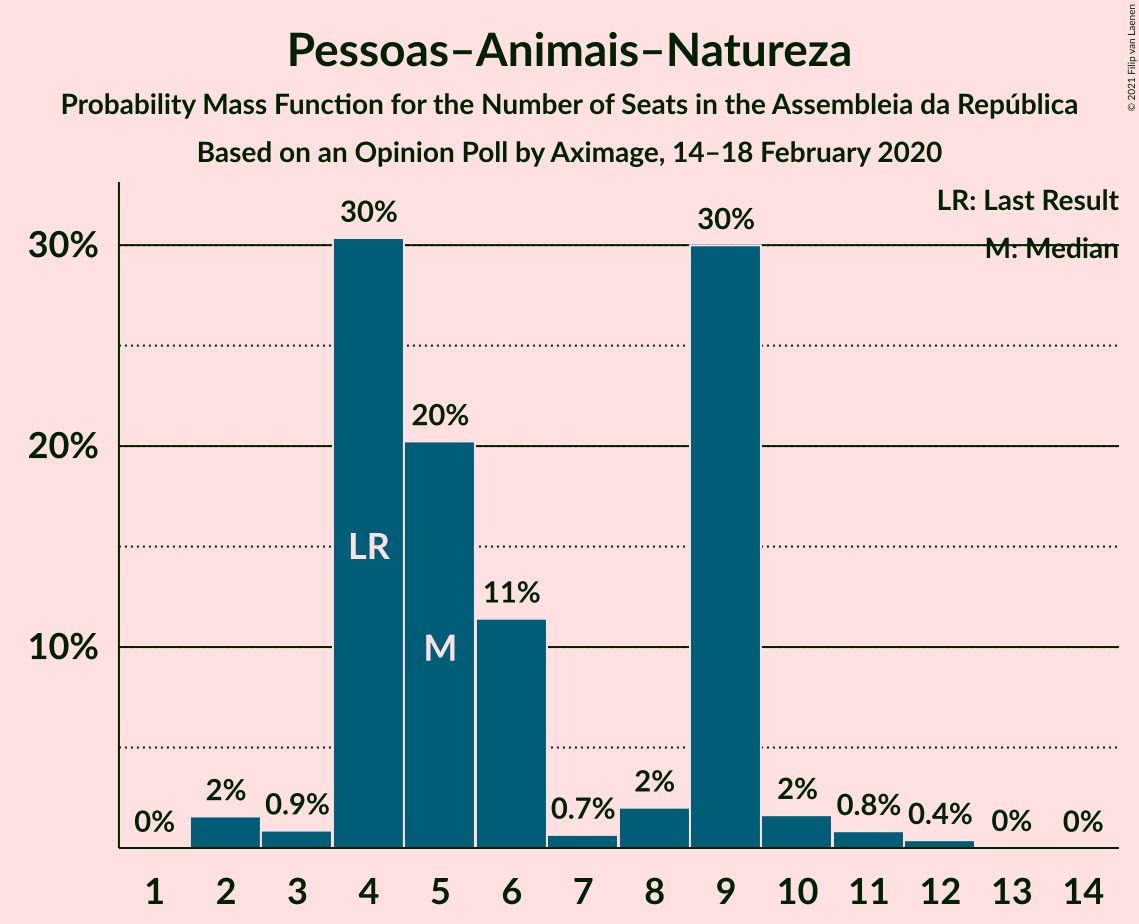 Pessoas–Animais–Natureza
Probability Mass Function for the Number of Seats in the Assembleia da República
Based on an Opinion Poll by Aximage, 14–18 February 2020
© 2021 Filip van Laenen
LR: Last Result
M: Median
30%
20%
10%
0%
2%
0.9%
30%
20%
11%
0.7%
2%
30%
2%
0.8%
0.4%
0%
0%
LR
M
1 2 3 4 5 6 7 8 9 10 11 12 13 14